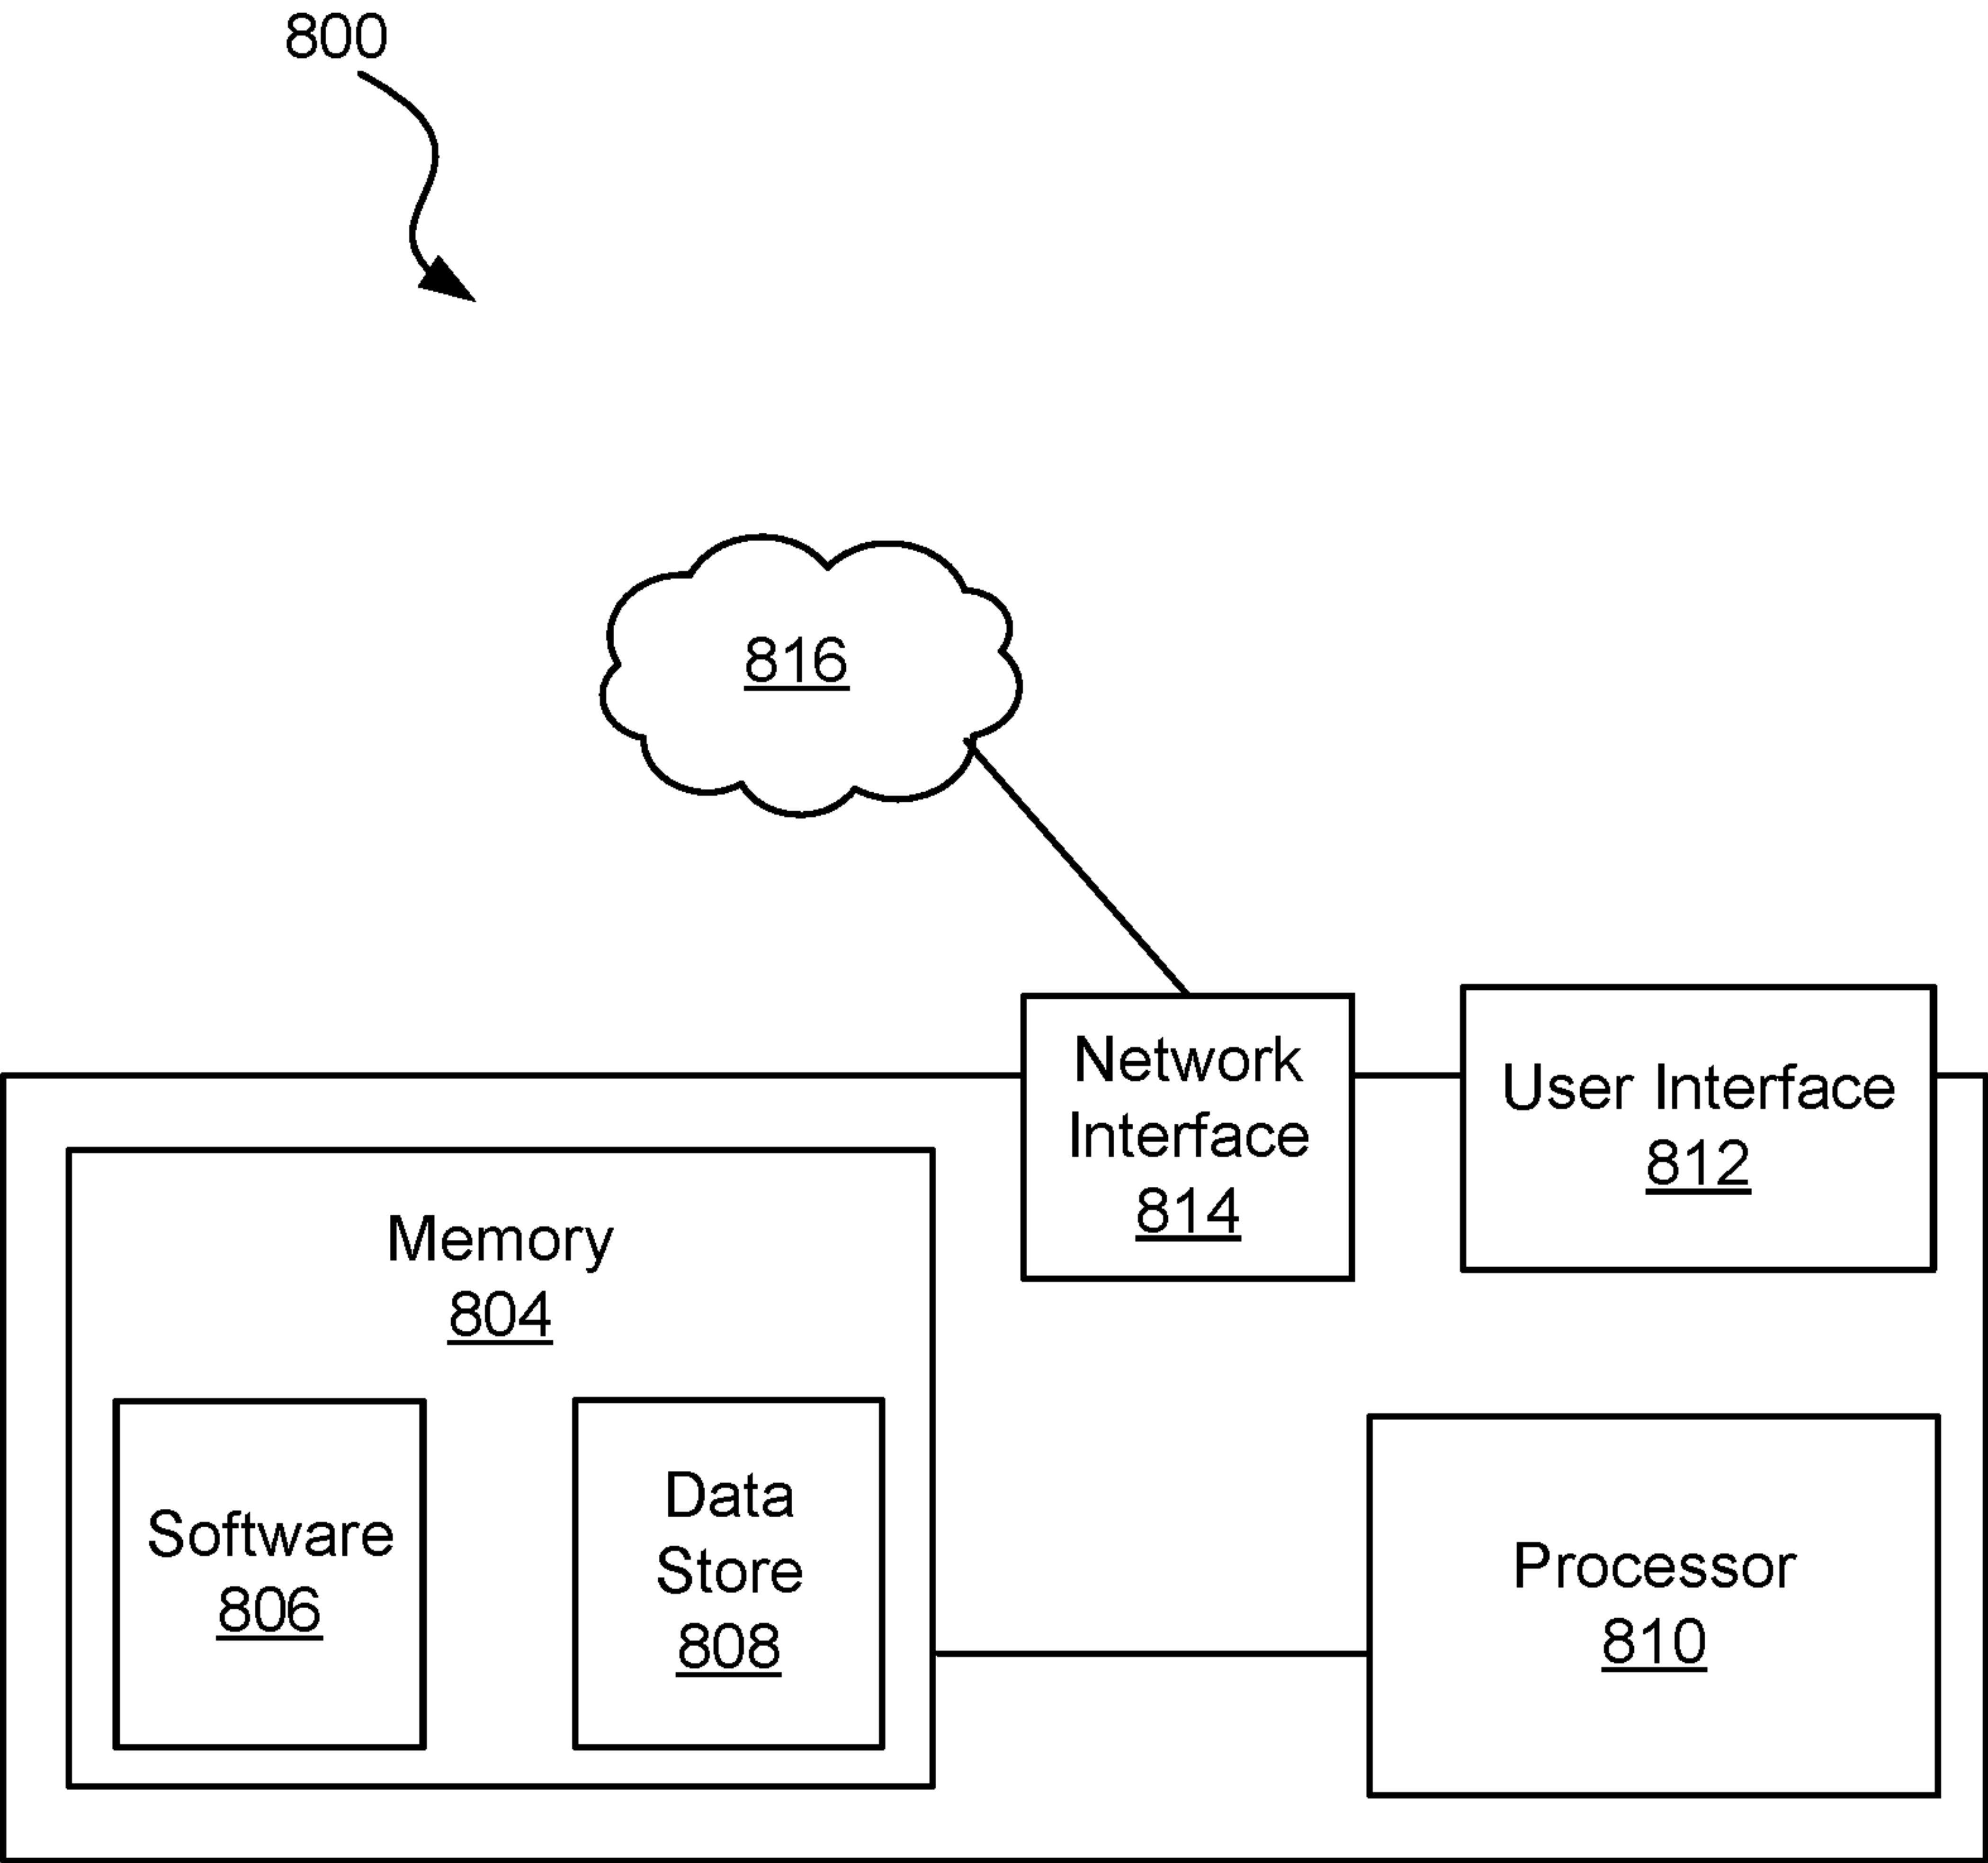 800
816
Network
Interface
814
User Interface
812
Memory
804
Software
806
Data
Store
808
Processor
810